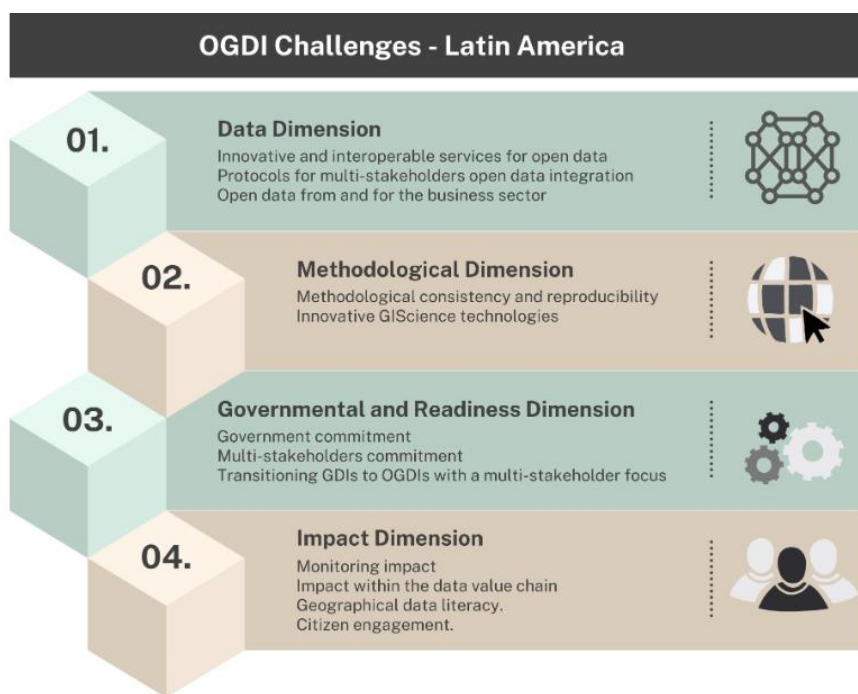 OGDI Challenges - Latin America
01.
Data Dimension
Innovative and interoperable services for open data
Protocols for multi-stakeholders open data integration
Open data from and for the business sector
02.
Methodological Dimension
Methodological consistency and reproducibility
Innovative GIScience technologies
03.
Governmental and Readiness Dimension
Government commitment
Multi-stakeholders commitment
Transitioning GDIs to OGDIs with a multi-stakeholder focus
04.
Impact Dimension
Monitoring impact
Impact within the data value chain
Geographical data literacy.
Citizen engagement.